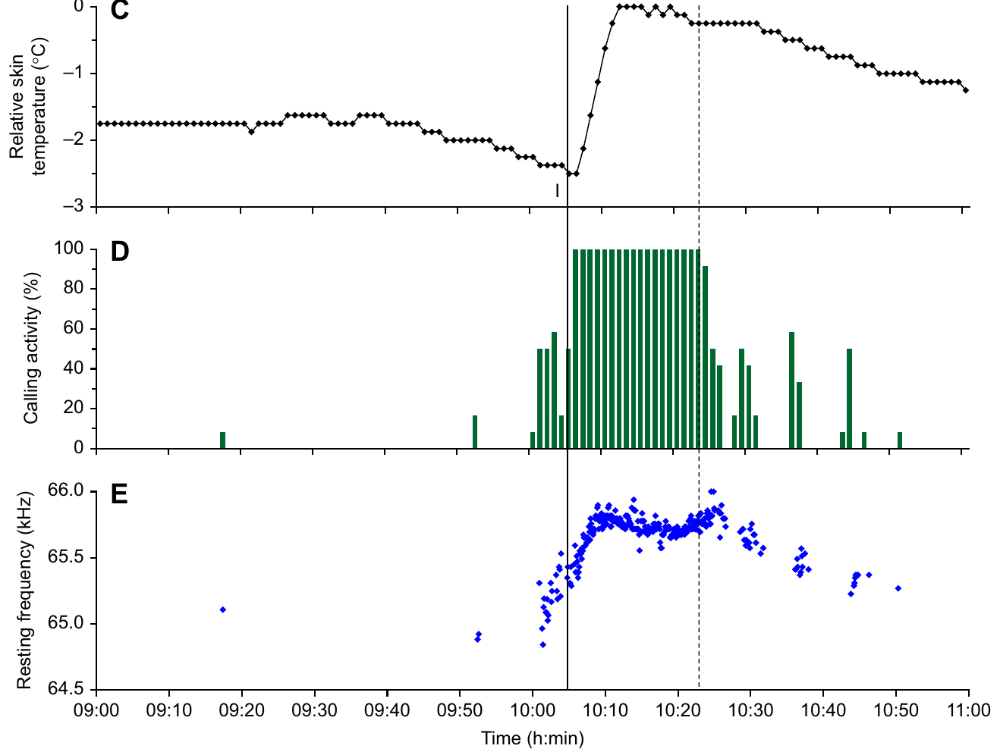 C
0
–1
–2
–3
Relative skin
temperature (°C)
I
D
100
80
60
40
20
0
Calling activity (%)
E
66.0
65.5
65.0
64.5
Resting frequency (kHz)
09:00 09:10 09:20 09:30 09:40 09:50 10:00 10:10 10:20 10:30 10:40 10:50 11:00
Time (h:min)